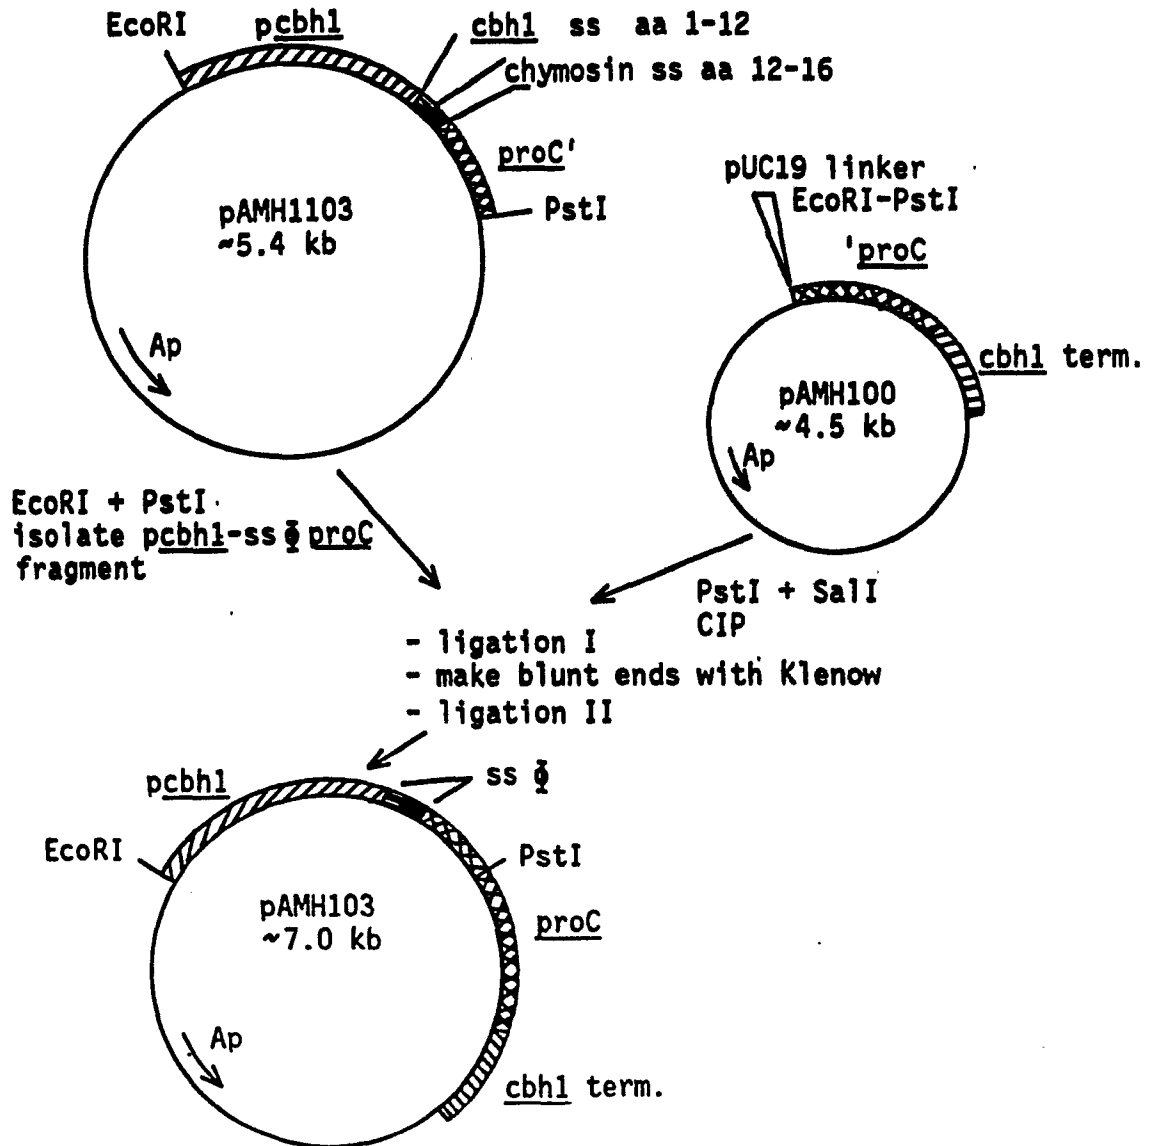 EcoRI
pcbh1
cbh1 ss aa 1-12
chymosin ss aa 12-16
proC'
PstI
pAMH1103
~5.4 kb
Ap
pUC19 linker
EcoRI-PstI
'proC
cbh1 term.
pAMH100
~4.5 kb
Ap
EcoRI + PstI
isolate pcbh1-ss Φ proC
fragment
PstI + SalI
CIP
- ligation I
- make blunt ends with Klenow
- ligation II
pcbh1
ss Φ
EcoRI
PstI
pAMH103
~7.0 kb
proC
Ap
cbh1 term.